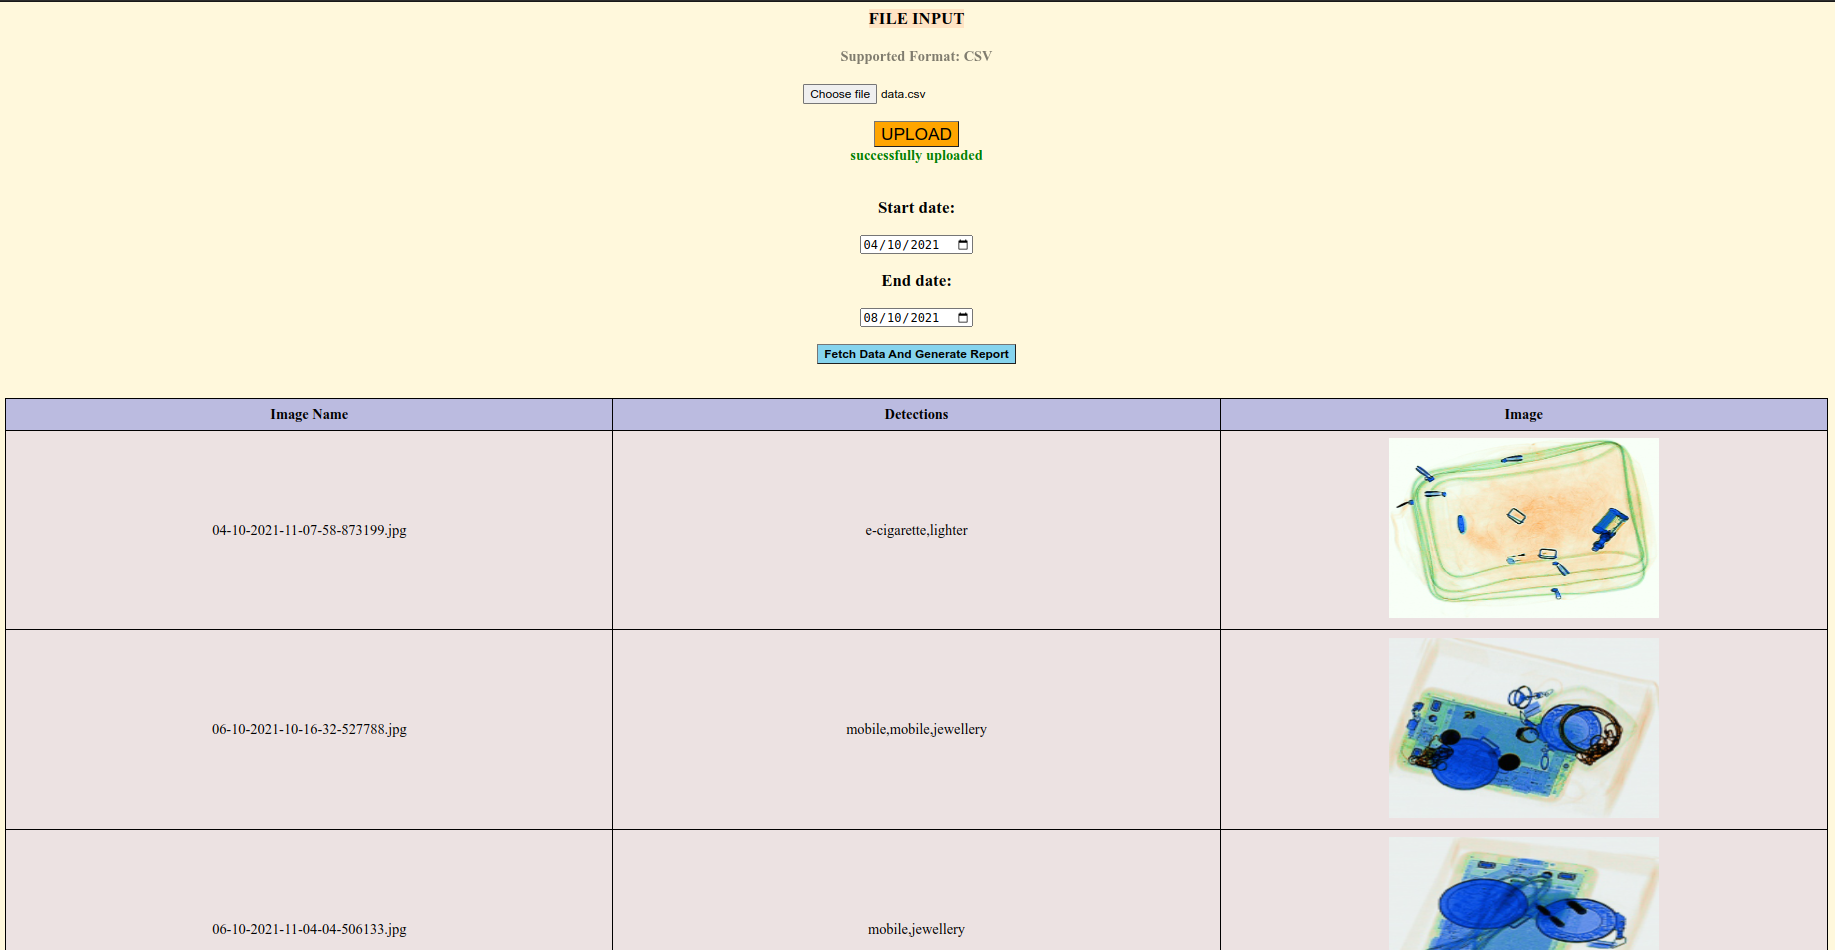 FILE INPUT
Supported Format: CSV
Choose file data.csv
UPLOAD
successfully uploaded
Start date:
04/10/2021
End date:
08/10/2021
Fetch Data And Generate Report
Image Name Detections Image
04-10-2021-11-07-58-873199.jpg e-cigarette,lighter
06-10-2021-10-16-32-527788.jpg mobile,mobile,jewellery
06-10-2021-11-04-04-506133.jpg mobile,jewellery